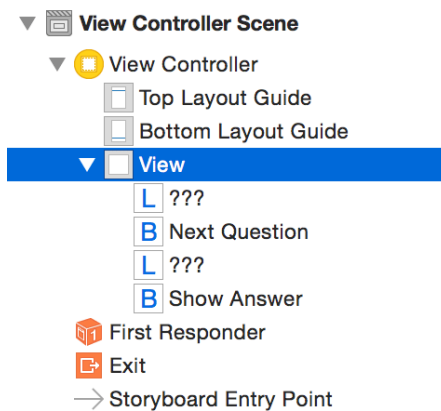 View Controller Scene
View Controller
Top Layout Guide
Bottom Layout Guide
View
L ???
B Next Question
L ???
B Show Answer
First Responder
Exit
Storyboard Entry Point